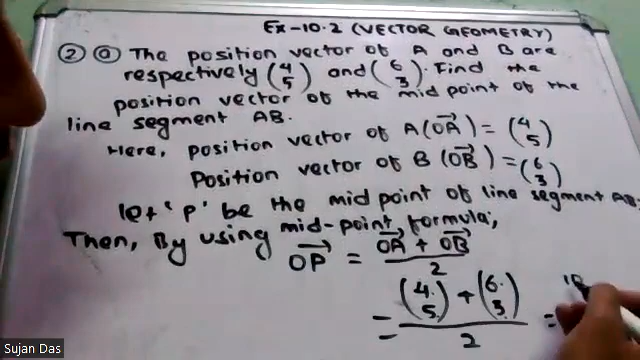 Ex-10.2 (VECTOR GEOMETRY)
② ⓐ The position vector of A and B are
respectively (4 5) and (6 3). Find the
position vector of the mid point of the
line segment AB.
Here, position vector of A (OA→) = (4 5)
Position vector of B (OB→) = (6 3)
let 'P' be the mid point of line segment AB.
Then, By using mid-point formula,
OP→ = OA→ + OB→ / 2
= (4 5) + (6 3) / 2 =
Sujan Das